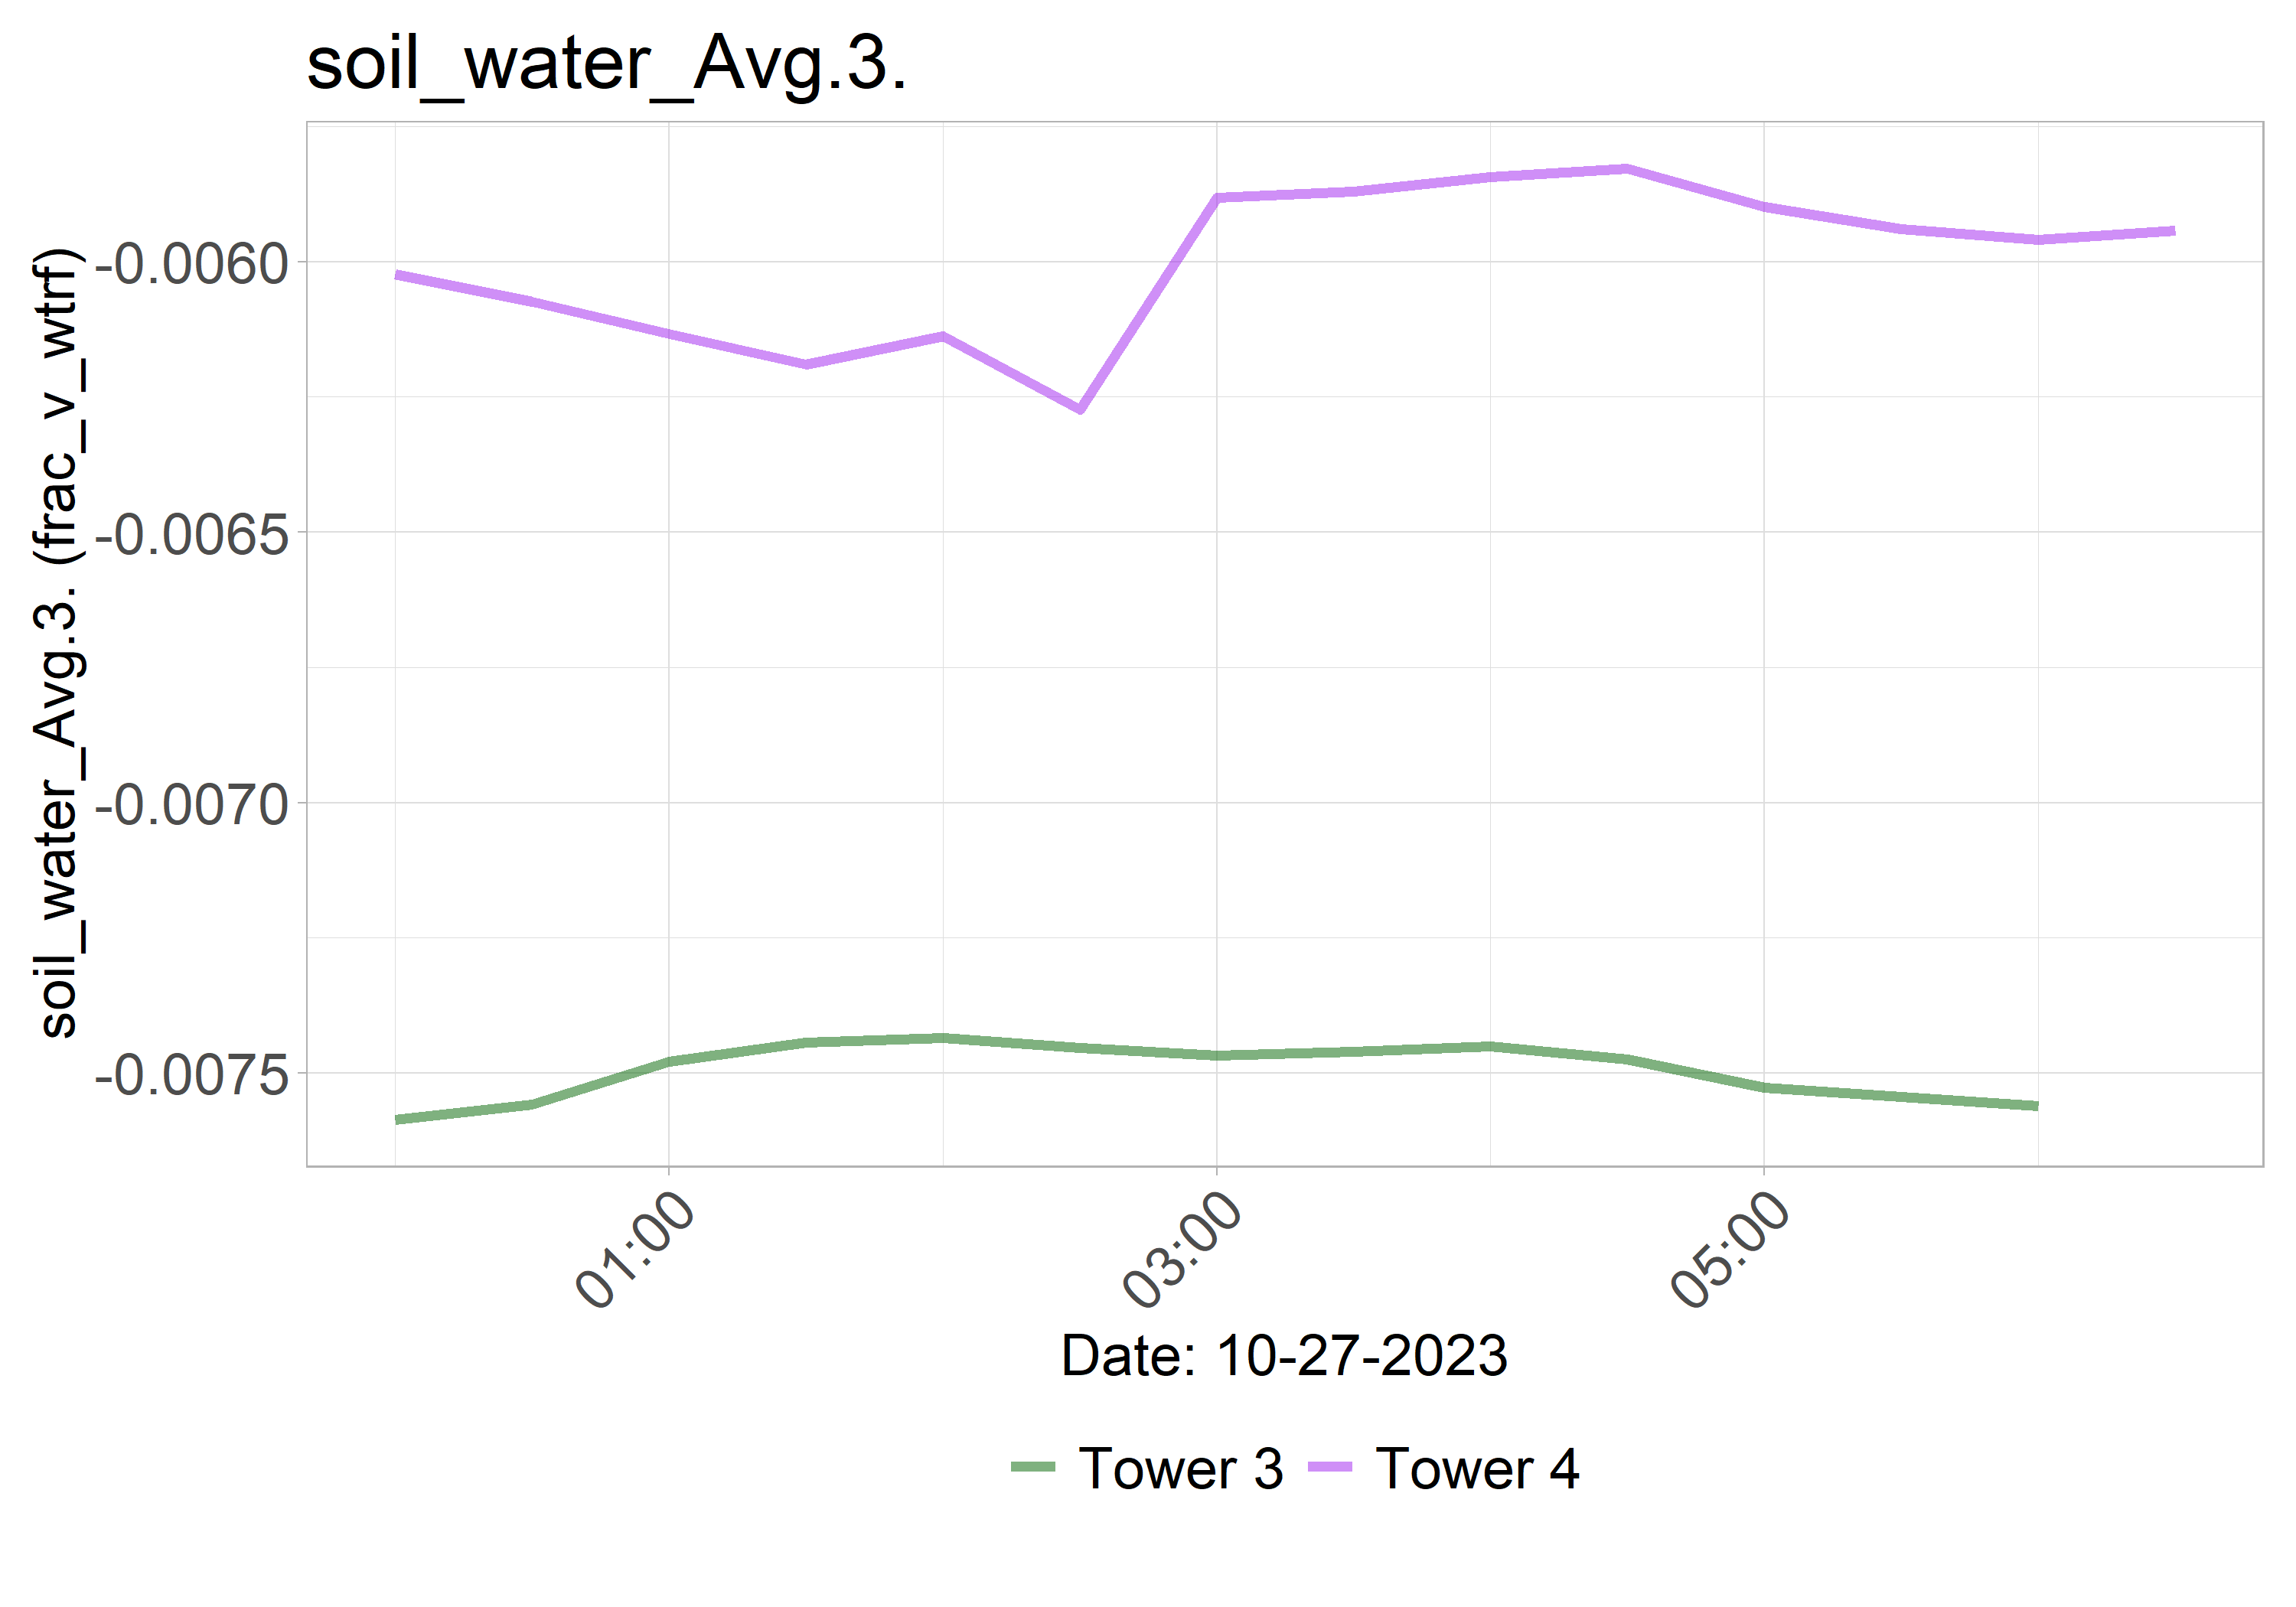 soil_water_Avg.3.
soil_water_Avg.3. (frac_v_wtrf)
-0.0060
-0.0065
-0.0070
-0.0075
01:00
03:00
05:00
Date: 10-27-2023
Tower 3
Tower 4